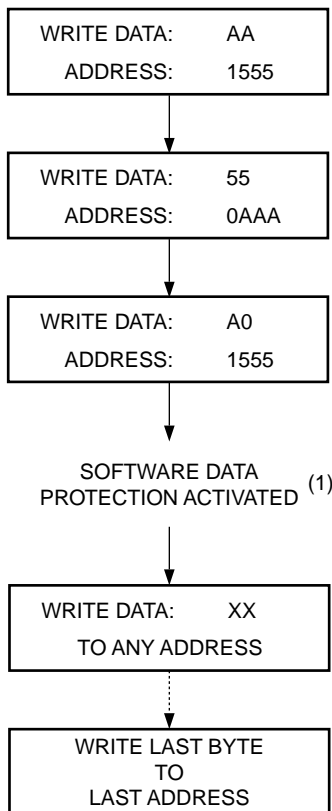 WRITE DATA: AA
ADDRESS: 1555
WRITE DATA: 55
ADDRESS: 0AAA
WRITE DATA: A0
ADDRESS: 1555
SOFTWARE DATA
PROTECTION ACTIVATED (1)
WRITE DATA: XX
TO ANY ADDRESS
WRITE LAST BYTE
TO
LAST ADDRESS